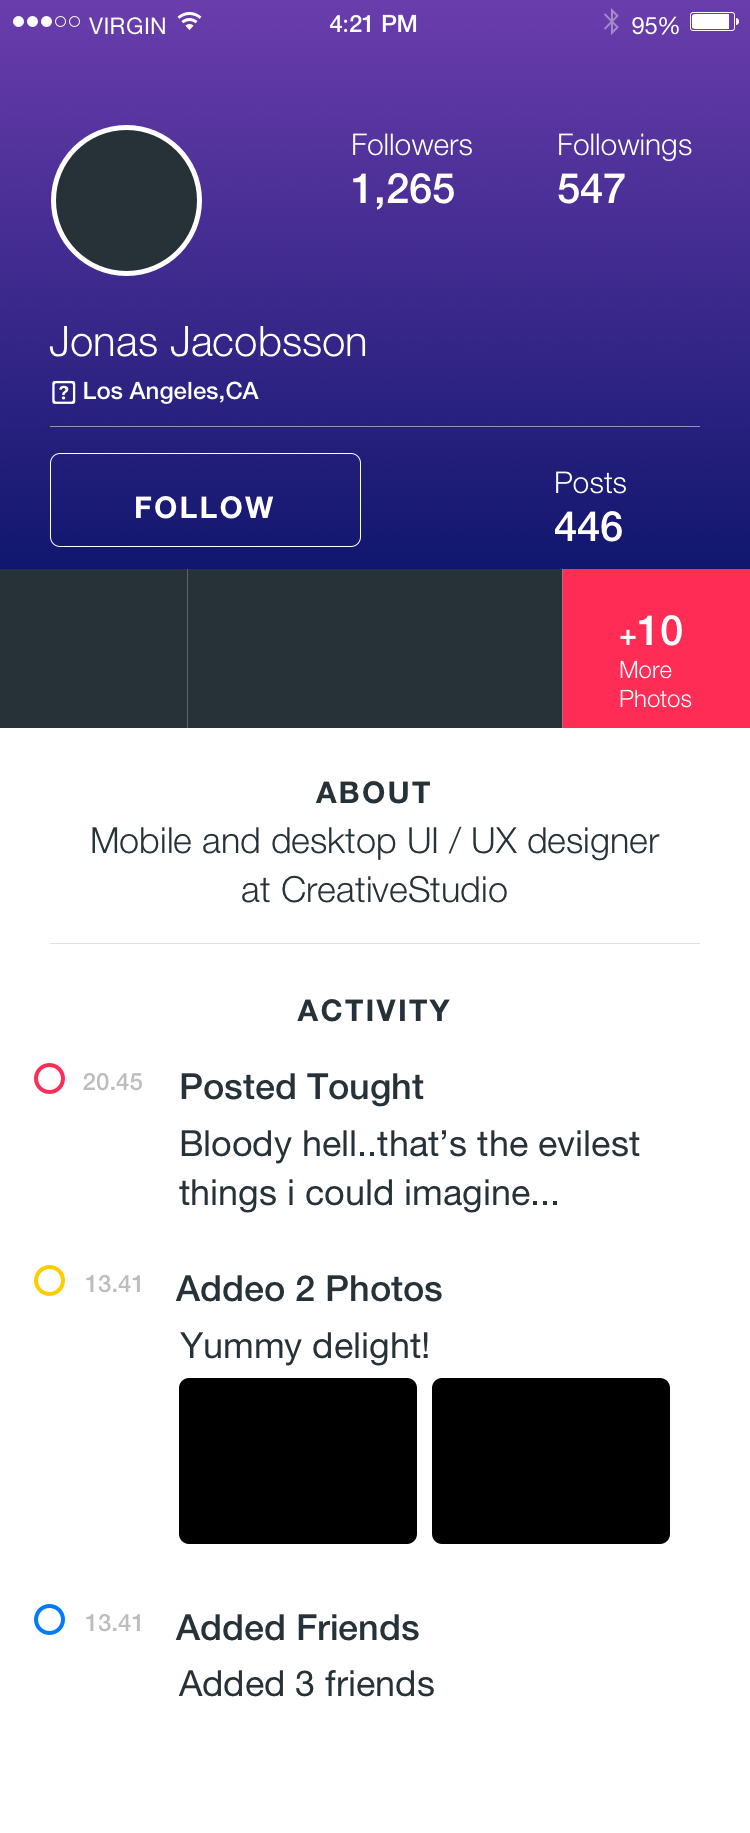 VIRGIN 4:21 PM 95%
Followers Followings
1,265 547
Jonas Jacobsson
Los Angeles,CA
FOLLOW
Posts
446
+10
More
Photos
ABOUT
Mobile and desktop UI / UX designer
at CreativeStudio
ACTIVITY
20.45 Posted Tought
Bloody hell..that’s the evilest
things i could imagine...
13.41 Addeo 2 Photos
Yummy delight!
13.41 Added Friends
Added 3 friends